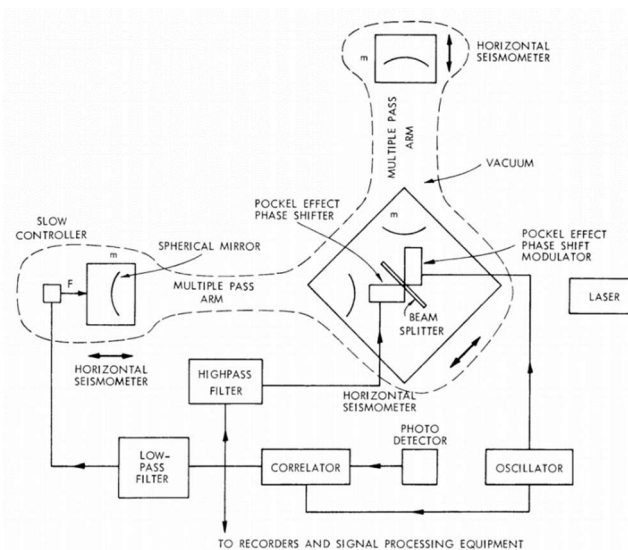 m
HORIZONTAL
SEISMOMETER
MULTIPLE PASS
ARM
VACUUM
POCKEL EFFECT
PHASE SHIFTER
m
SLOW
CONTROLLER
m
SPHERICAL MIRROR
POCKEL EFFECT
PHASE SHIFT
MODULATOR
F
MULTIPLE PASS
ARM
LASER
BEAM
SPLITTER
HORIZONTAL
SEISMOMETER
HIGHPASS
FILTER
HORIZONTAL
SEISMOMETER
PHOTO
DETECTOR
LOW-
PASS
FILTER
CORRELATOR
OSCILLATOR
TO RECORDERS AND SIGNAL PROCESSING EQUIPMENT